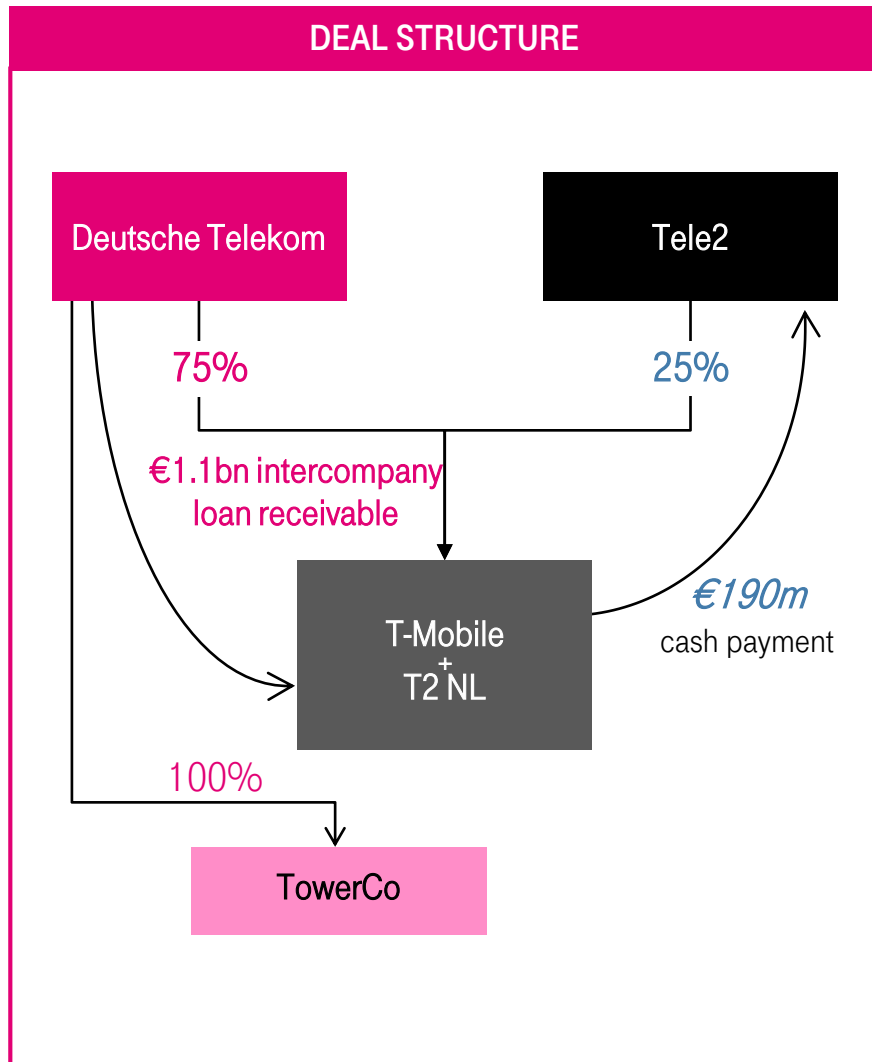 DEAL STRUCTURE
Deutsche Telekom
Tele2
75%
25%
€1.1bn intercompany
loan receivable
€190m
cash payment
T-Mobile
+
T2 NL
100%
TowerCo